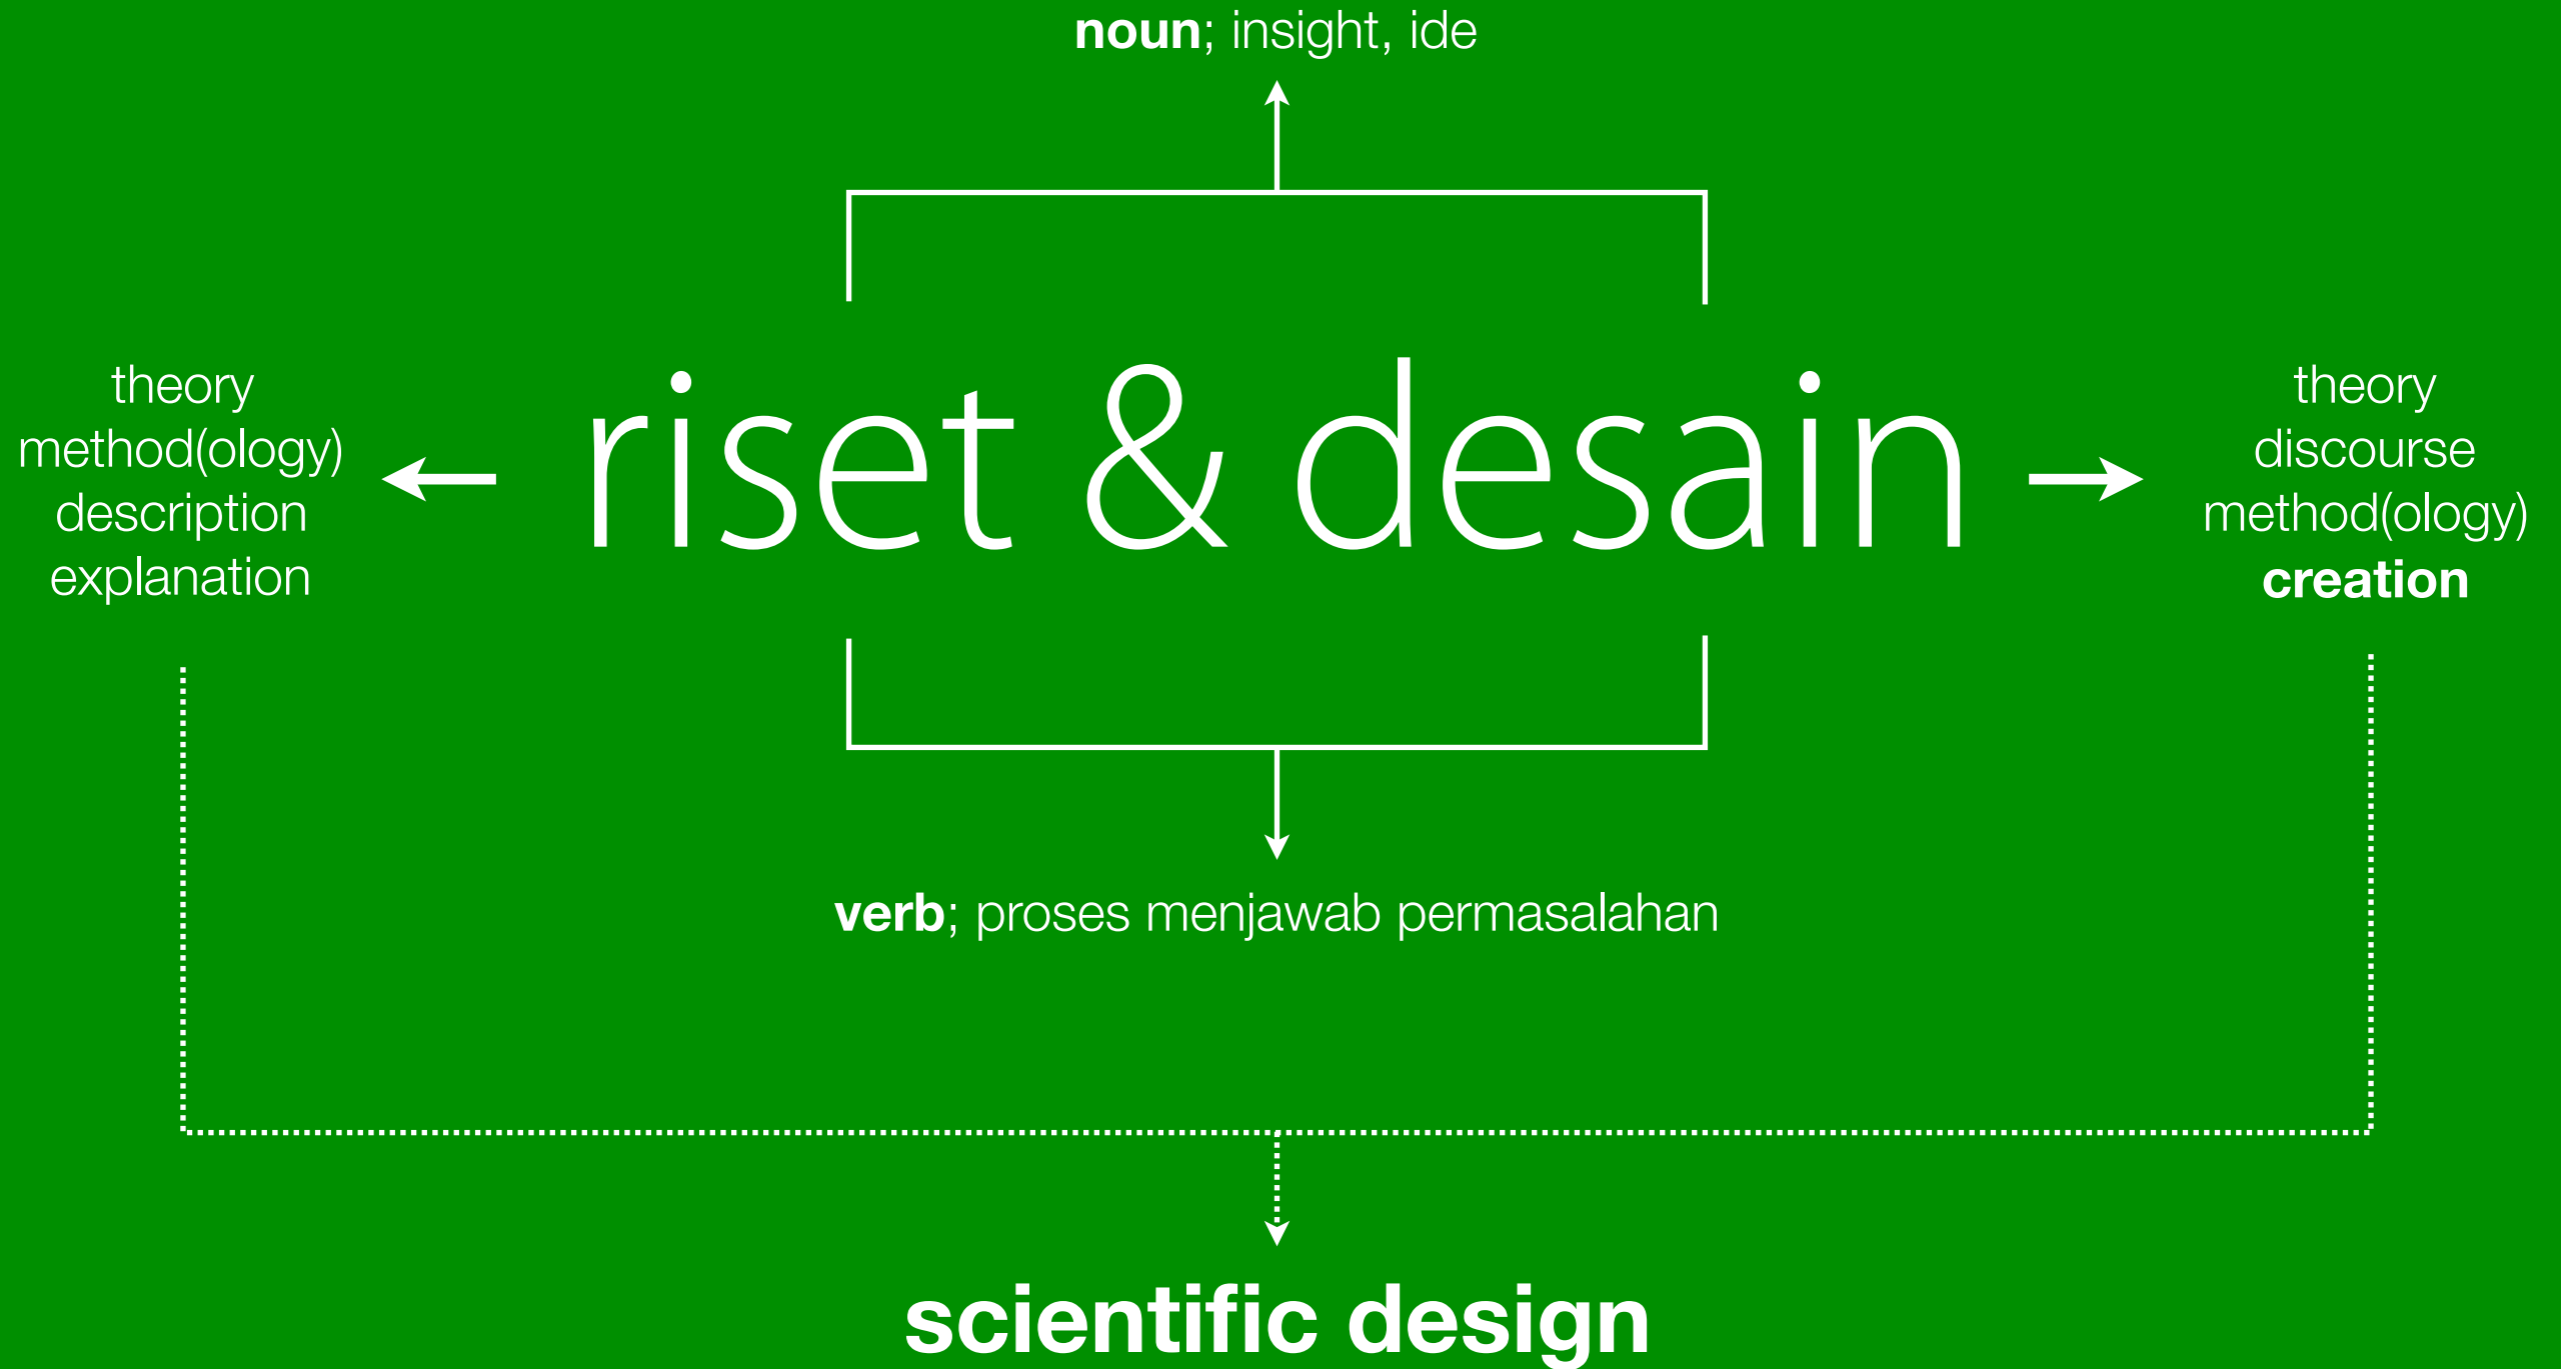 noun; insight, ide
theory
method(ology)
description
explanation
riset & desain
theory
discourse
method(ology)
creation
verb; proses menjawab permasalahan
scientific design